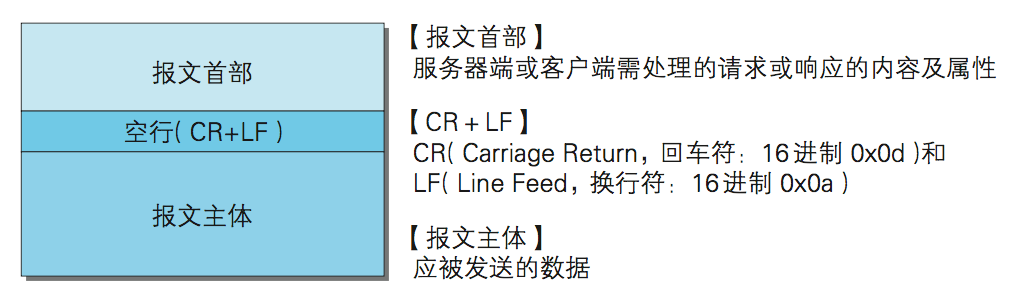 报文首部
空行( CR+LF )
报文主体
【报文首部】
服务器端或客户端需处理的请求或响应的内容及属性
【CR + LF】
CR( Carriage Return，回车符：16进制 0x0d )和
LF( Line Feed，换行符：16进制 0x0a )
【报文主体】
应被发送的数据